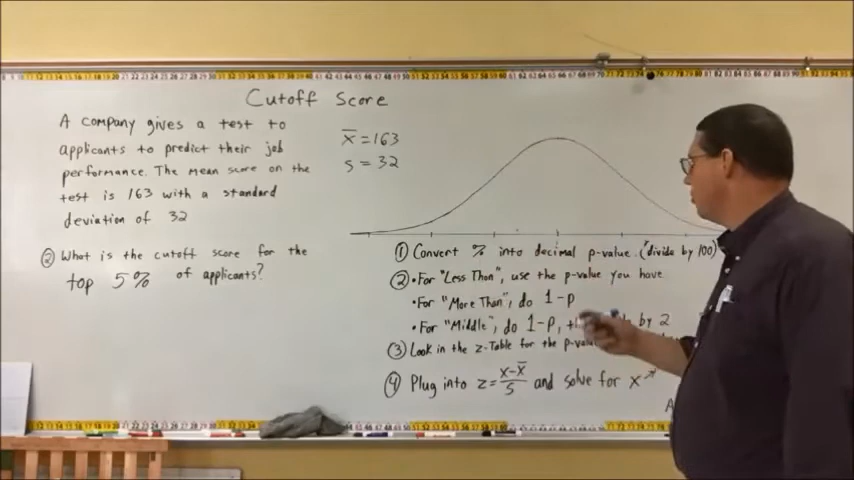 Cutoff Score
A company gives a test to
applicants to predict their job
performance. The mean score on the
test is 163 with a standard
deviation of 32
② What is the cutoff score for the
top 5% of applicants?
x̅ = 163
s = 32
① Convert % into decimal p-value. (divide by 100)
② • For "Less Than", use the p-value you have
• For "More Than", do 1-p
• For "Middle", do 1-p, by 2
③ Look in the z-Table for the
④ Plug into z = (x-x̅)/s and solve for x